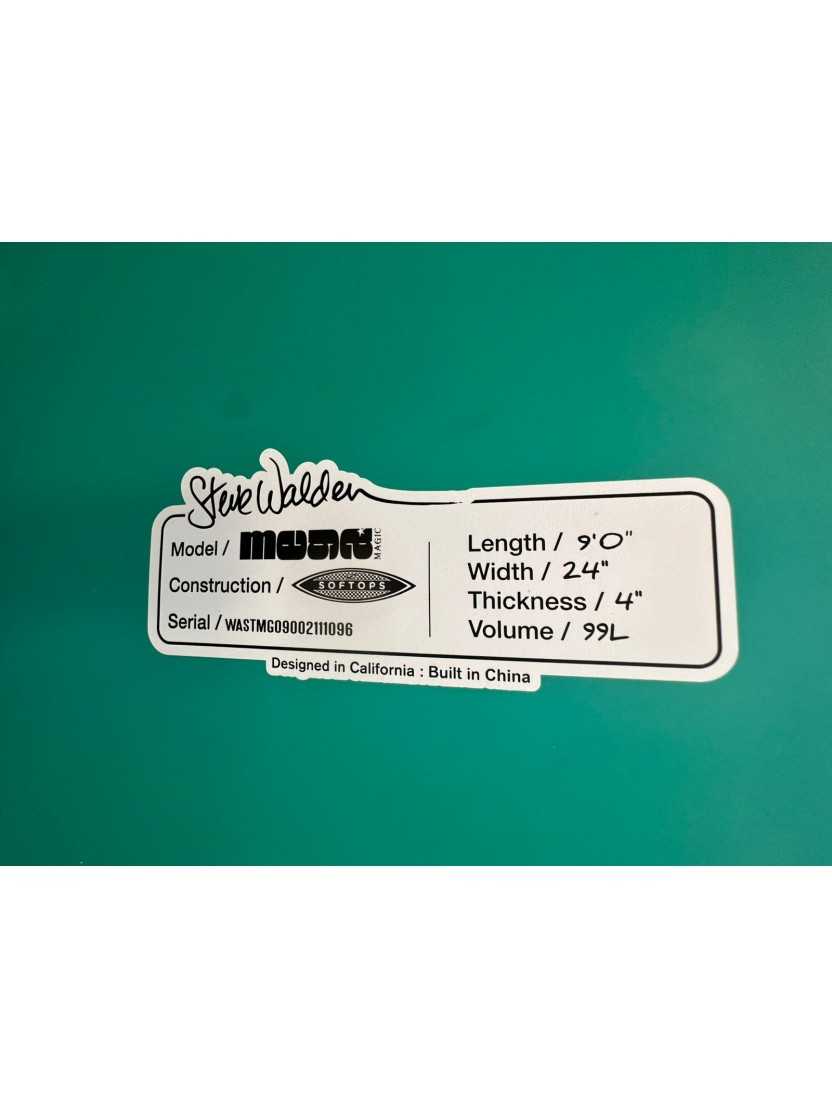 Steve Walden
Model / MEGA MAGIC
Construction / SOFTOPS
Serial / WASTMG09002111096
Length / 9'0"
Width / 24"
Thickness / 4"
Volume / 99L
Designed in California : Built in China